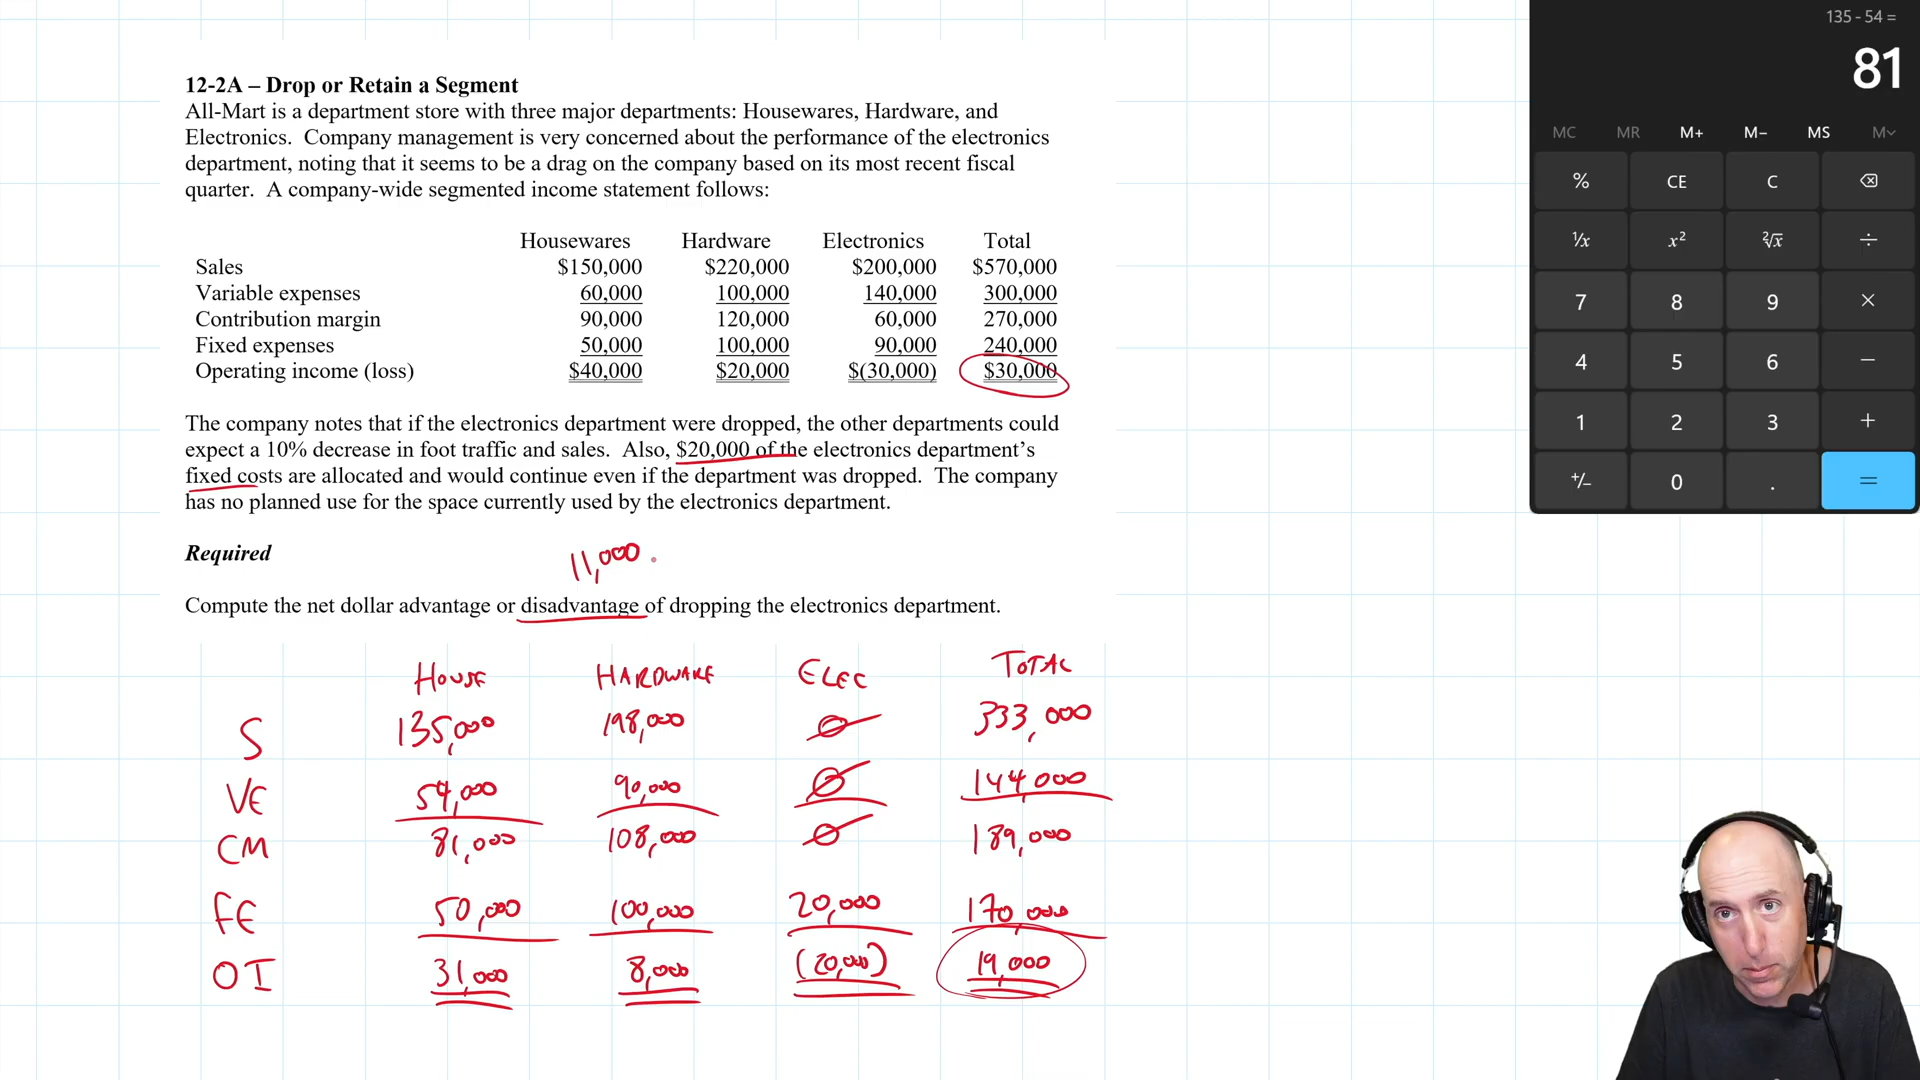 135 - 54 =
81
MC MR M+ M− MS M˅
% CE C ⌫
¹/x x² ²√x ÷
7 8 9 ×
4 5 6 −
1 2 3 +
+/− 0 . =
12-2A – Drop or Retain a Segment
All-Mart is a department store with three major departments: Housewares, Hardware, and
Electronics. Company management is very concerned about the performance of the electronics
department, noting that it seems to be a drag on the company based on its most recent fiscal
quarter. A company-wide segmented income statement follows:
Housewares Hardware Electronics Total
Sales $150,000 $220,000 $200,000 $570,000
Variable expenses 60,000 100,000 140,000 300,000
Contribution margin 90,000 120,000 60,000 270,000
Fixed expenses 50,000 100,000 90,000 240,000
Operating income (loss) $40,000 $20,000 $(30,000) $30,000
The company notes that if the electronics department were dropped, the other departments could
expect a 10% decrease in foot traffic and sales. Also, $20,000 of the electronics department's
fixed costs are allocated and would continue even if the department was dropped. The company
has no planned use for the space currently used by the electronics department.
Required
11,000
Compute the net dollar advantage or disadvantage of dropping the electronics department.
HOUSE HARDWARE ELEC TOTAL
S 135,000 198,000 0 333,000
VE 54,000 90,000 0 144,000
CM 81,000 108,000 0 189,000
FE 50,000 100,000 20,000 170,000
OI 31,000 8,000 (20,000) 19,000